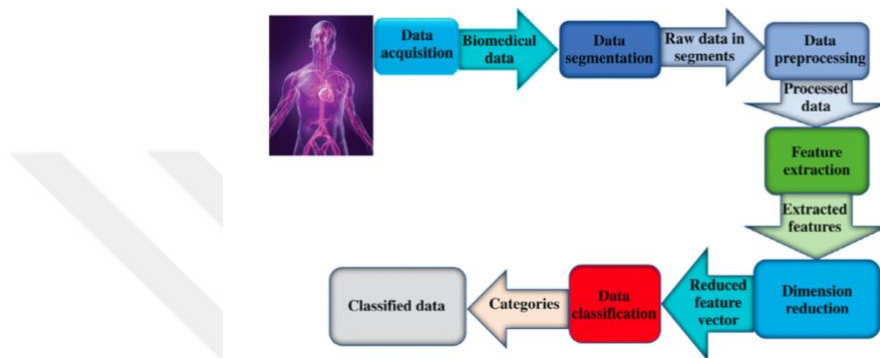 Data
acquisition
Biomedical
data
Data
segmentation
Raw data in
segments
Data
preprocessing
Processed
data
Feature
extraction
Extracted
features
Dimension
reduction
Reduced
feature
vector
Data
classification
Categories
Classified data